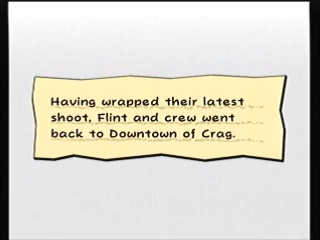 Having wrapped their latest
shoot, Flint and crew went
back to Downtown of Crag.